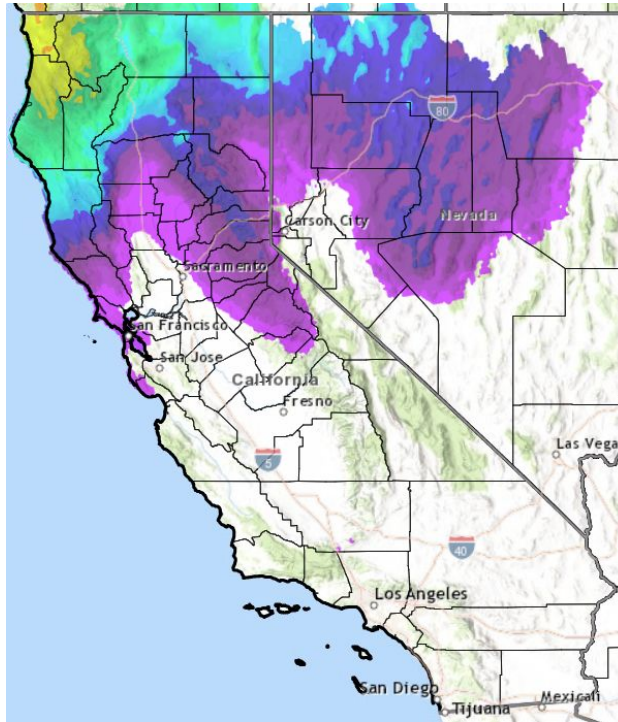 80
Carson City
Nevada
Sacramento
San Francisco
San Jose
California
Fresno
Las Vega
5
40
Los Angeles
San Diego
Tijuana
Mexicali